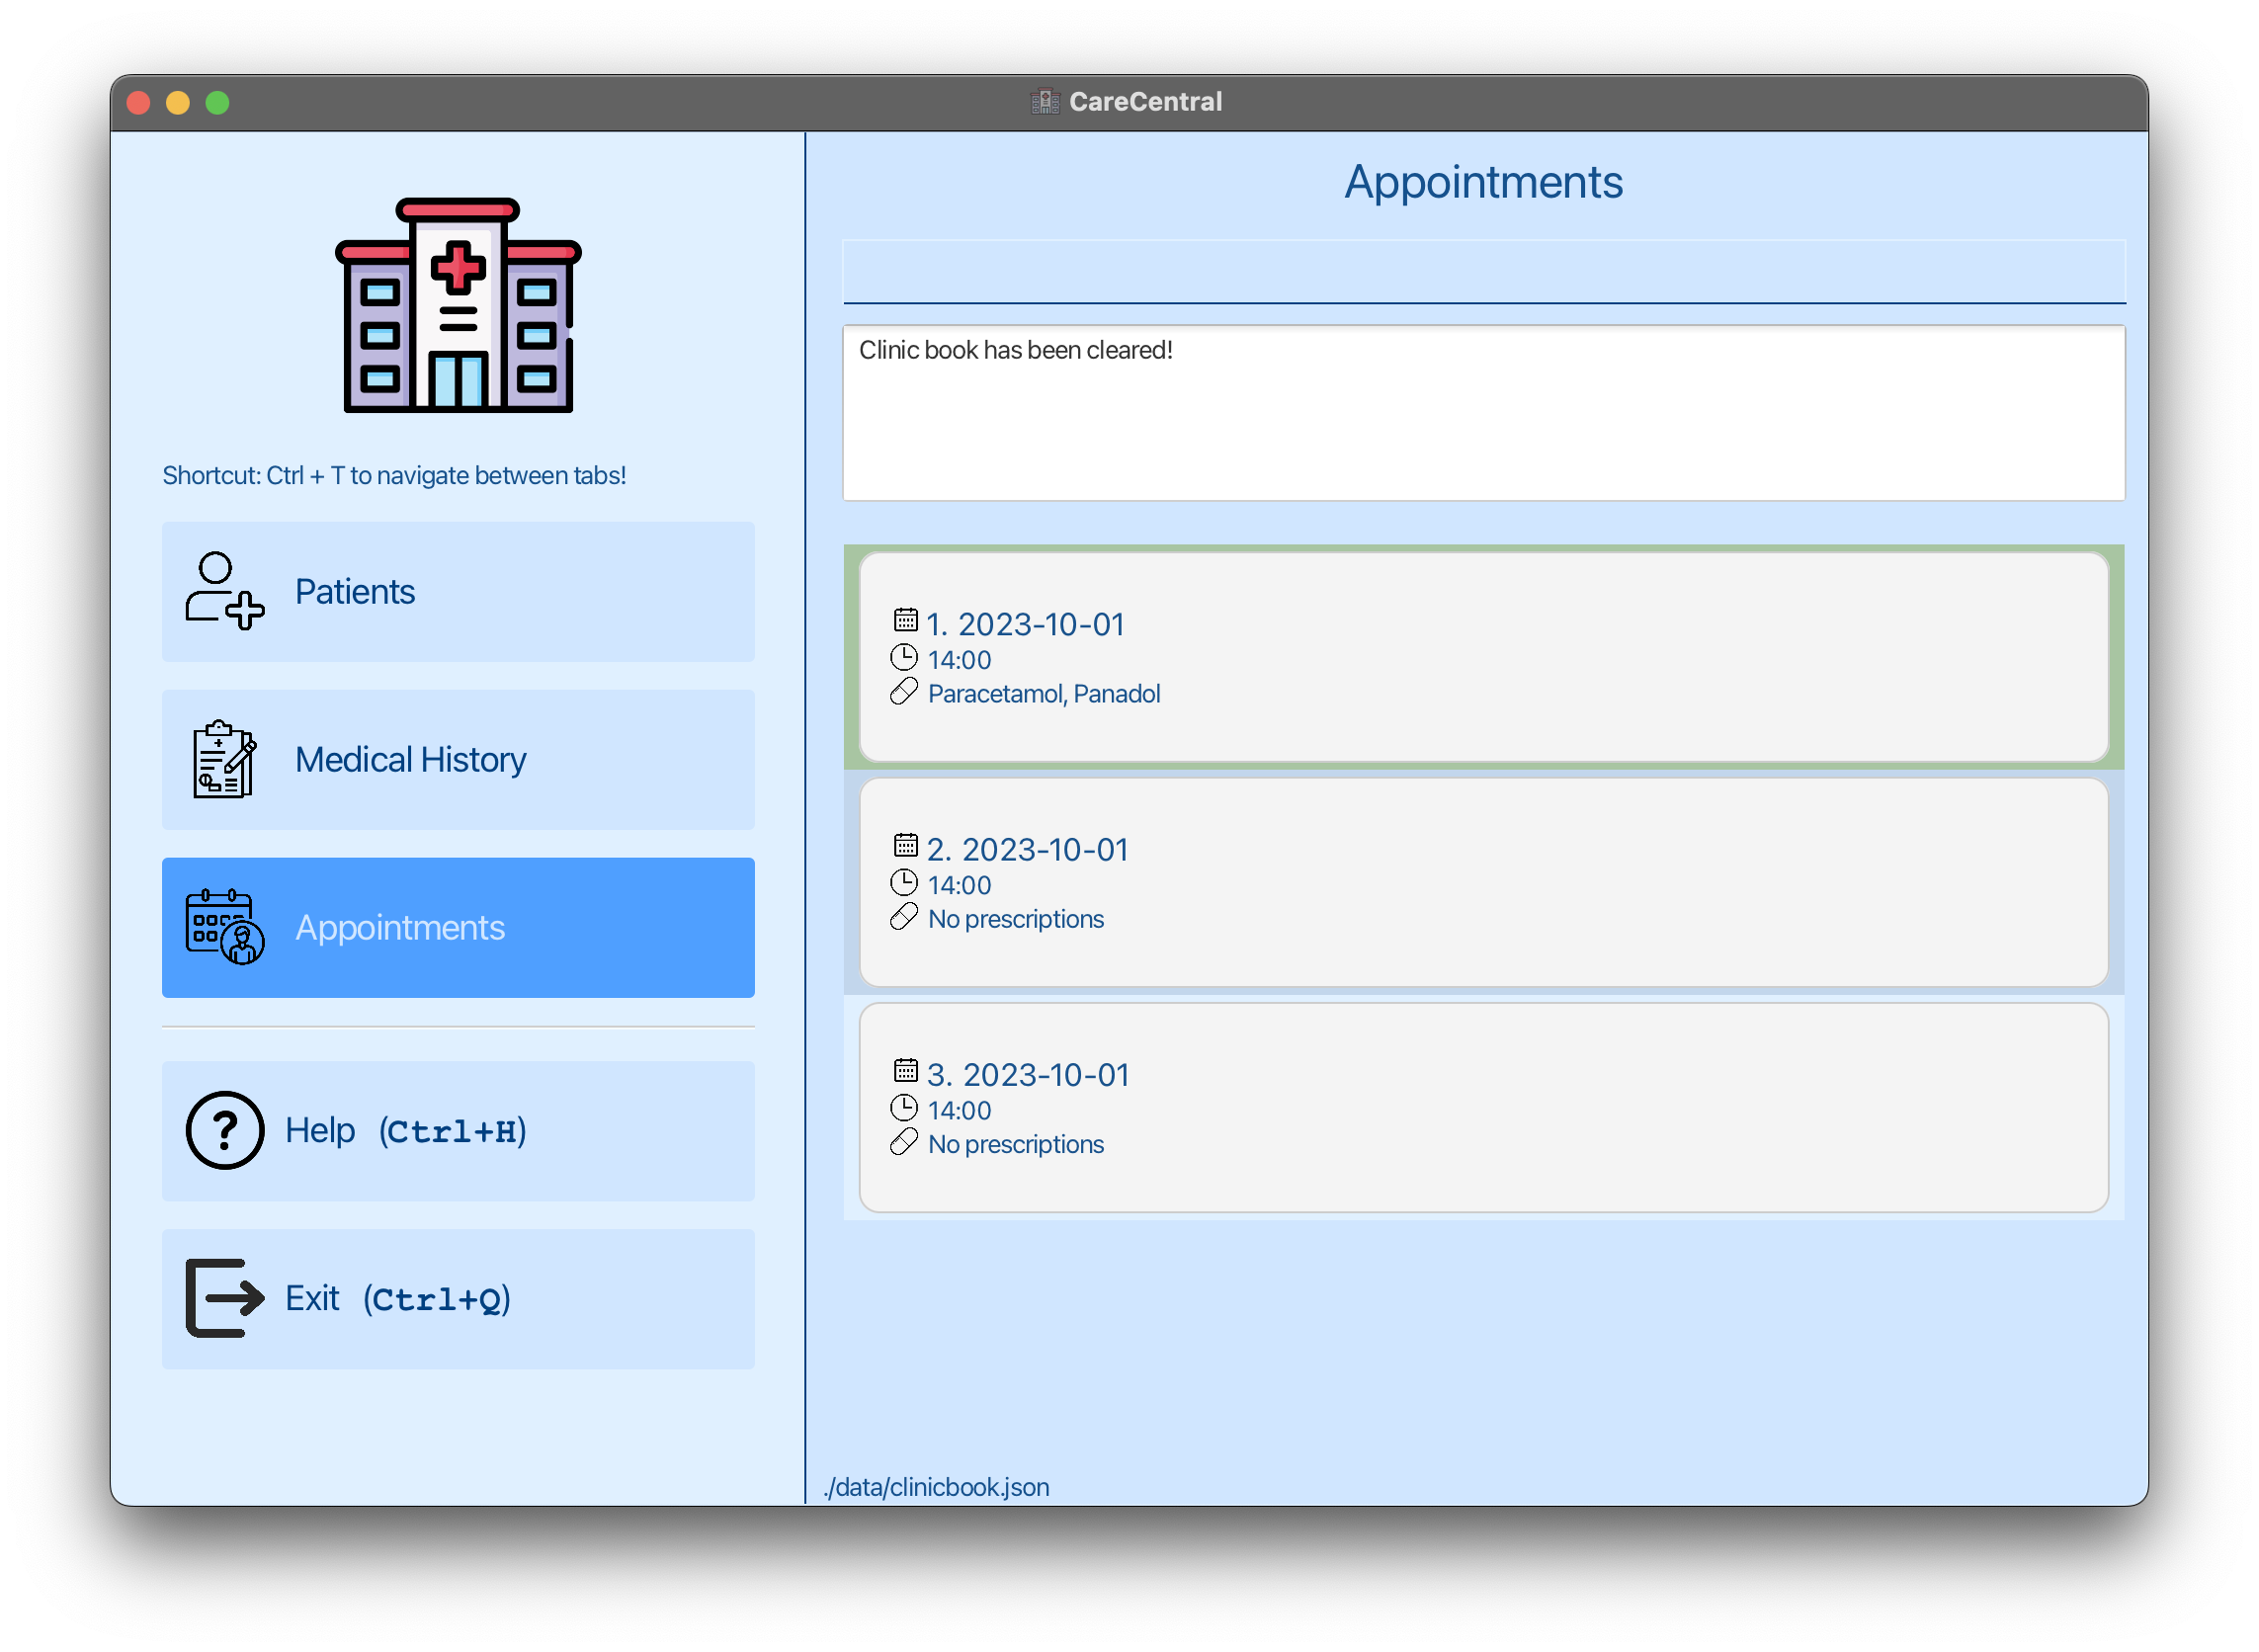 CareCentral
Shortcut: Ctrl + T to navigate between tabs!
Patients
Medical History
Appointments
Help (Ctrl+H)
Exit (Ctrl+Q)
Appointments
Clinic book has been cleared!
1. 2023-10-01
14:00
Paracetamol, Panadol
2. 2023-10-01
14:00
No prescriptions
3. 2023-10-01
14:00
No prescriptions
./data/clinicbook.json